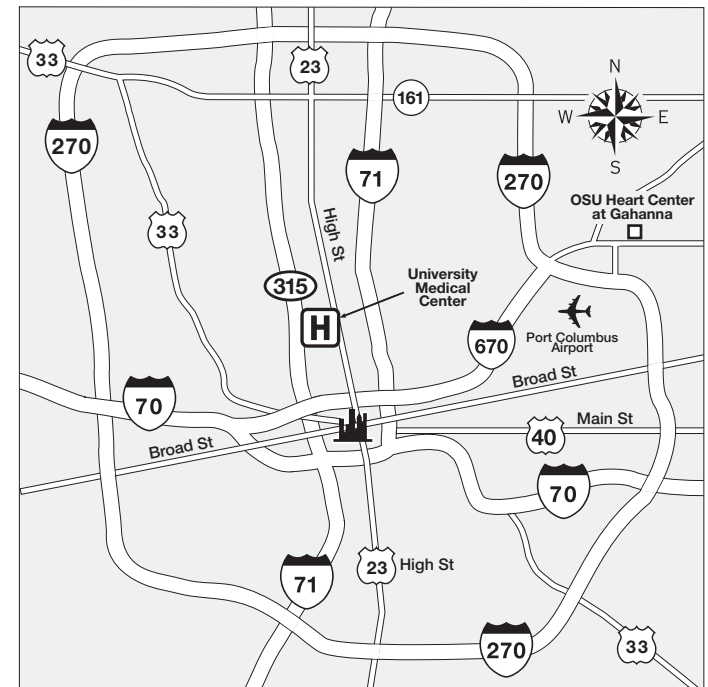 N
W
E
S
33
23
161
270
71
270
OSU Heart Center
at Gahanna
33
High St
315
University
Medical
Center
H
670
Port Columbus
Airport
70
Broad St
Main St
40
Broad St
70
71
23
High St
270
33